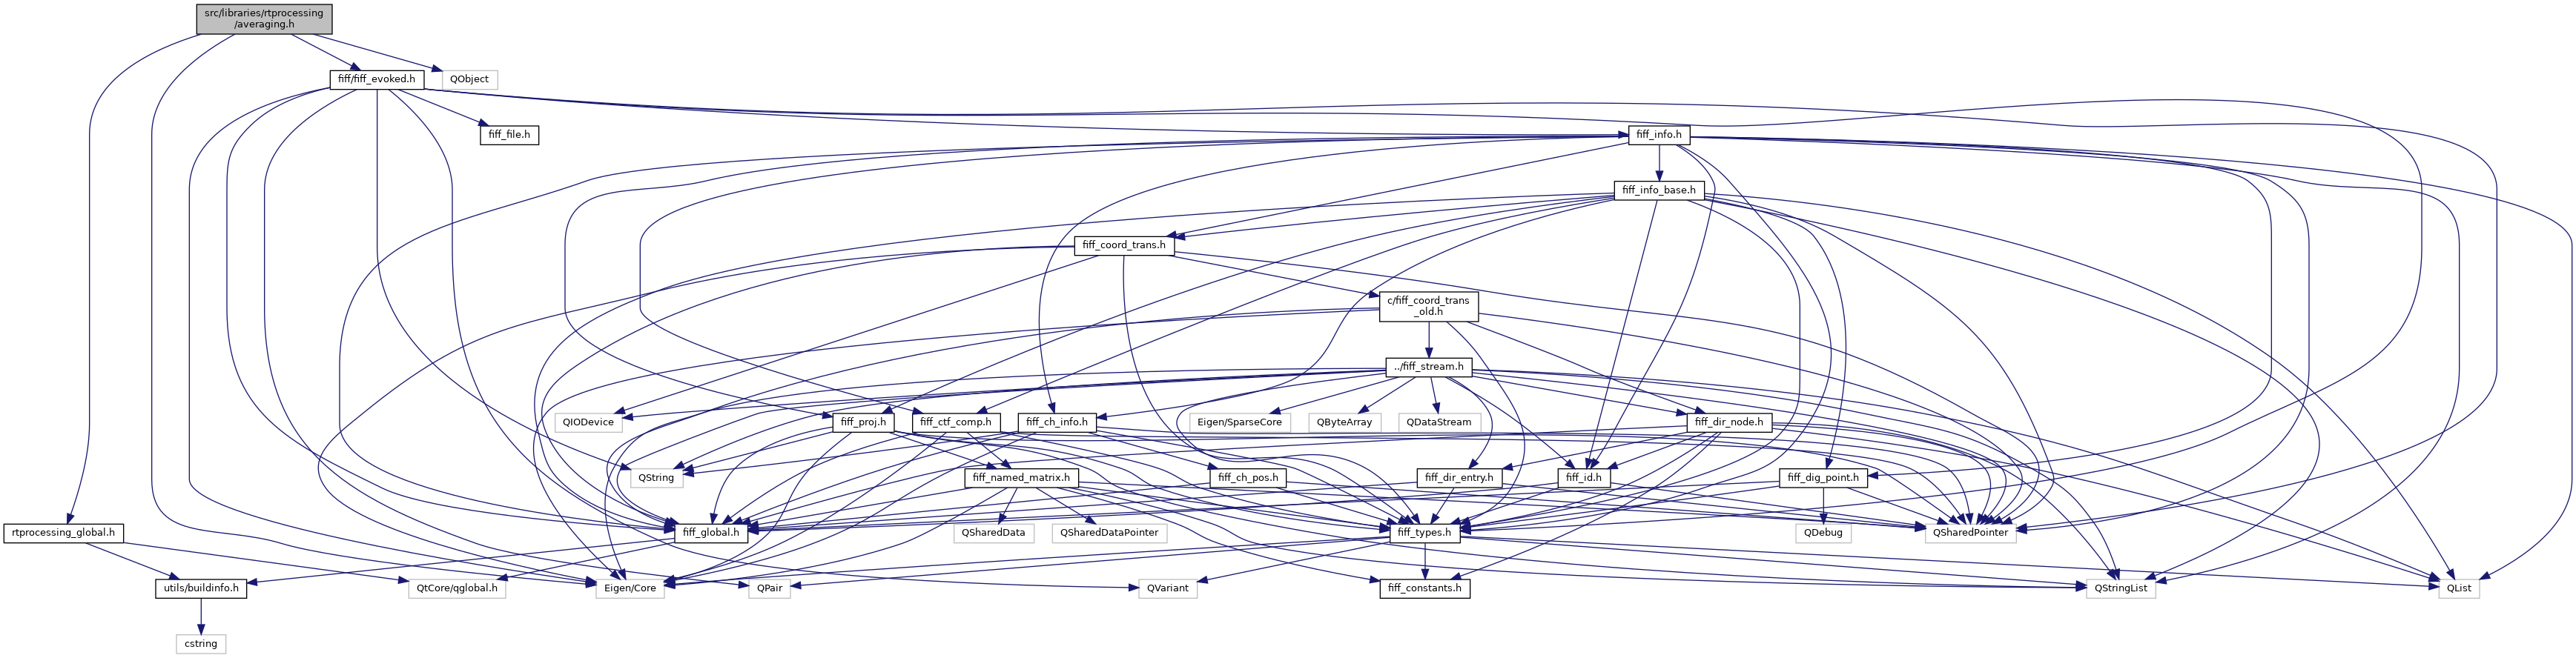 src/libraries/rtprocessing
/averaging.h
fiff/fiff_evoked.h
QObject
fiff_file.h
fiff_info.h
fiff_info_base.h
fiff_coord_trans.h
c/fiff_coord_trans
_old.h
../fiff_stream.h
QIODevice
fiff_proj.h
fiff_ctf_comp.h
fiff_ch_info.h
Eigen/SparseCore
QByteArray
QDataStream
fiff_dir_node.h
QString
fiff_named_matrix.h
fiff_ch_pos.h
fiff_dir_entry.h
fiff_id.h
fiff_dig_point.h
rtprocessing_global.h
fiff_global.h
QSharedData
QSharedDataPointer
fiff_types.h
QDebug
QSharedPointer
utils/buildinfo.h
QtCore/qglobal.h
Eigen/Core
QPair
QVariant
fiff_constants.h
QStringList
QList
cstring